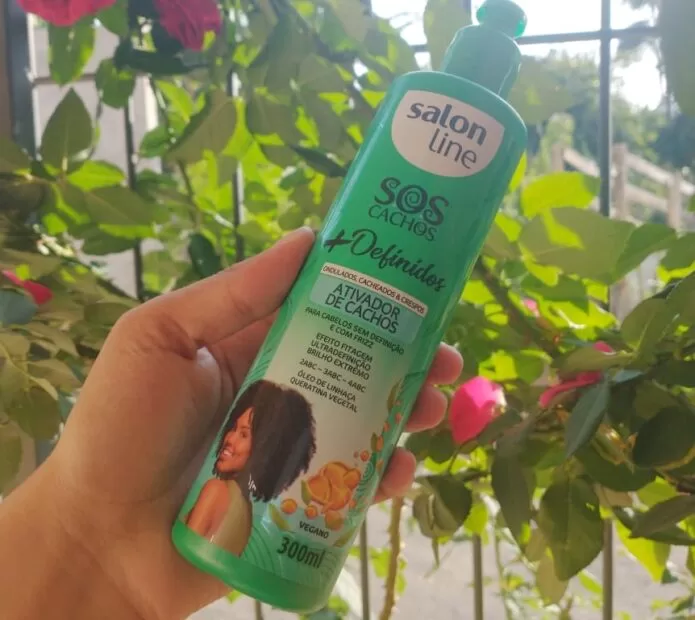 salon
line
SOS
CACHOS
+Definidos
ONDULADOS, CACHEADOS & CRESPOS
ATIVADOR
DE CACHOS
PARA CABELOS SEM DEFINIÇÃO
E COM FRIZZ
EFEITO FITAGEM
ULTRADEFINIÇÃO
BRILHO EXTREMO
2ABC - 3ABC - 4ABC
ÓLEO DE LINHAÇA
QUERATINA VEGETAL
VEGANO
300ml